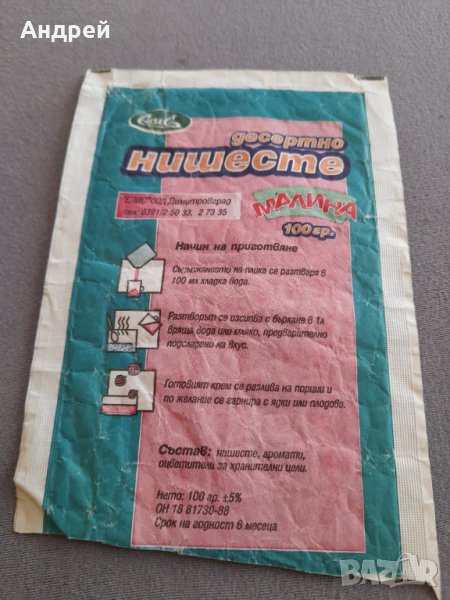 Андрей
Елис
десертно
нишесте
"ЕЛИС"ООД Димитровград
тел. 0391/2 50 33, 2 73 35
МАЛИНА
100 гр.
Начин на приготвяне
Съдържанието на плика се разтваря в
100 мл хладка вода.
Разтворът се изсипва с бъркане в 1л
вряща вода или мляко, предварително
подсладени на вкус.
Готовият крем се разлива на порции и
по желание се гарнира с ядки или плодове.
Състав: нишесте, аромати,
оцветители за хранителни цели.
Нето: 100 гр. ±5%
ОН 18 81730-88
Срок на годност 6 месеца
BAZAR